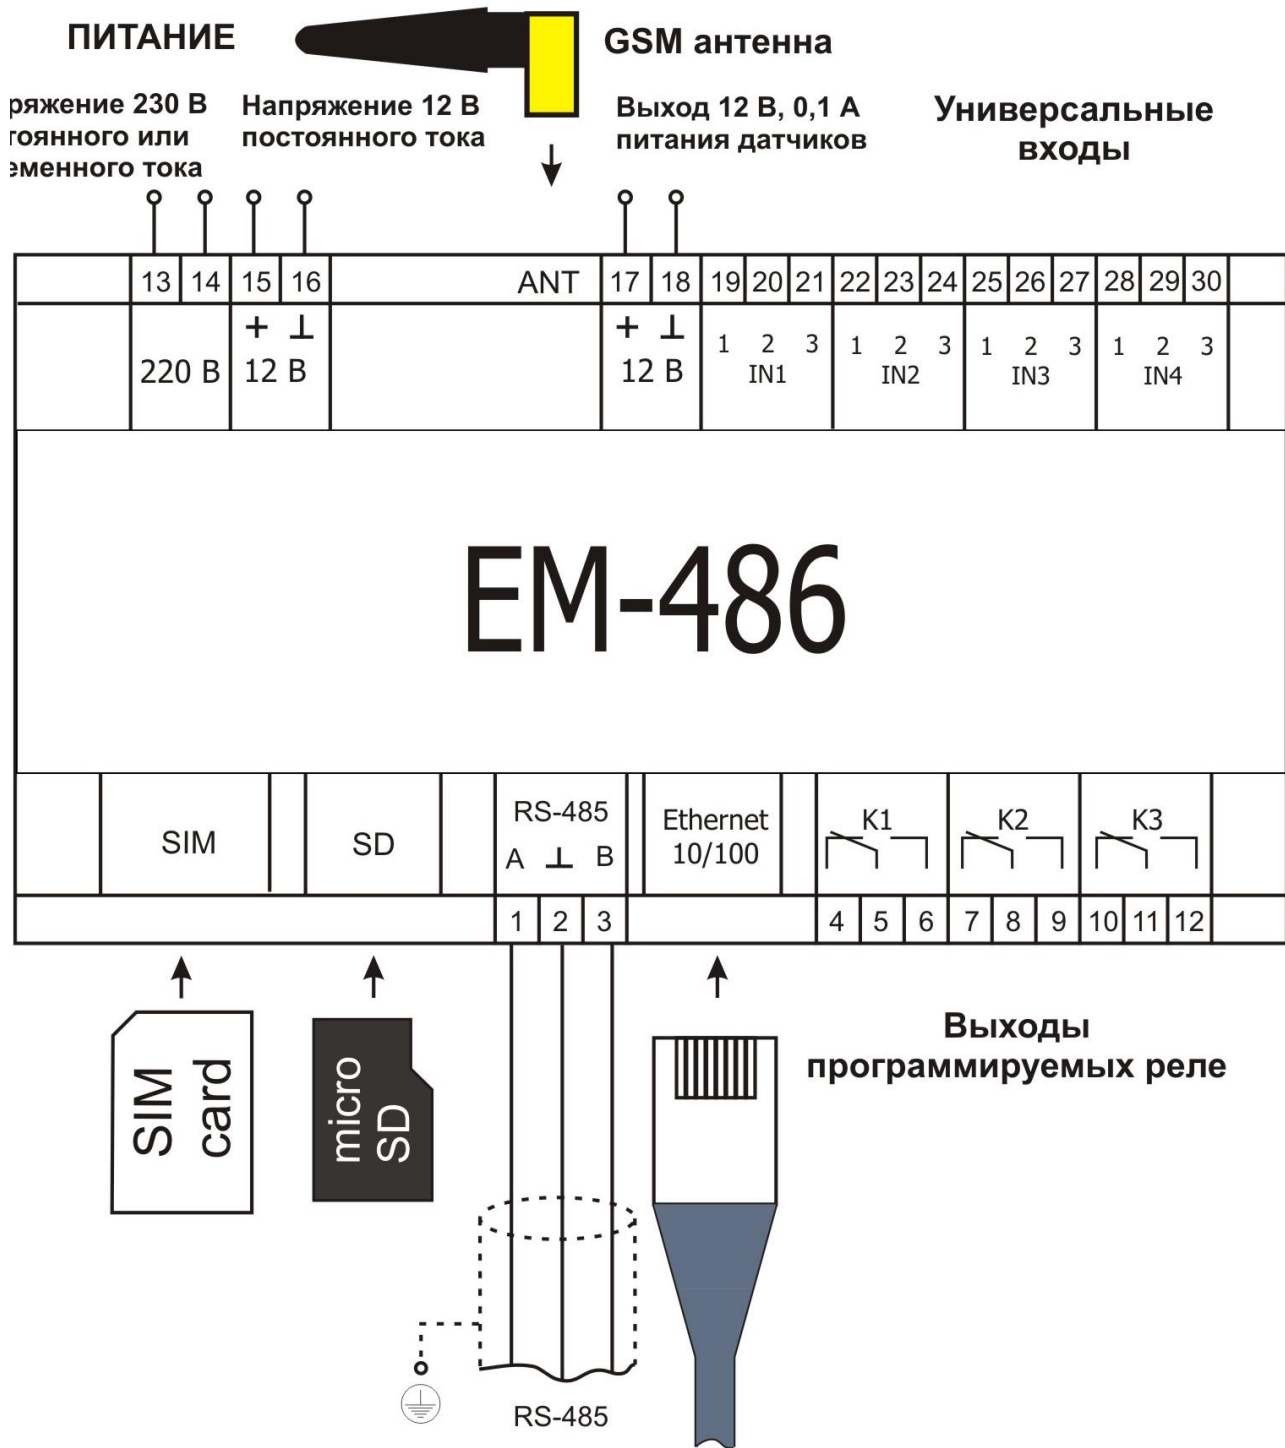 ПИТАНИЕ
GSM антенна
ряжение 230 В
тоянного или
еменного тока
Напряжение 12 В
постоянного тока
Выход 12 В, 0,1 А
питания датчиков
Универсальные
входы
13 14 15 16 ANT 17 18 19 20 21 22 23 24 25 26 27 28 29 30
220 В
+ ⊥
12 В
+ ⊥
12 В
1 2 3
IN1
1 2 3
IN2
1 2 3
IN3
1 2 3
IN4
EM-486
SIM
SD
RS-485
A ⊥ B
Ethernet
10/100
K1
K2
K3
1 2 3 4 5 6 7 8 9 10 11 12
SIM
card
micro
SD
Выходы
программируемых реле
RS-485